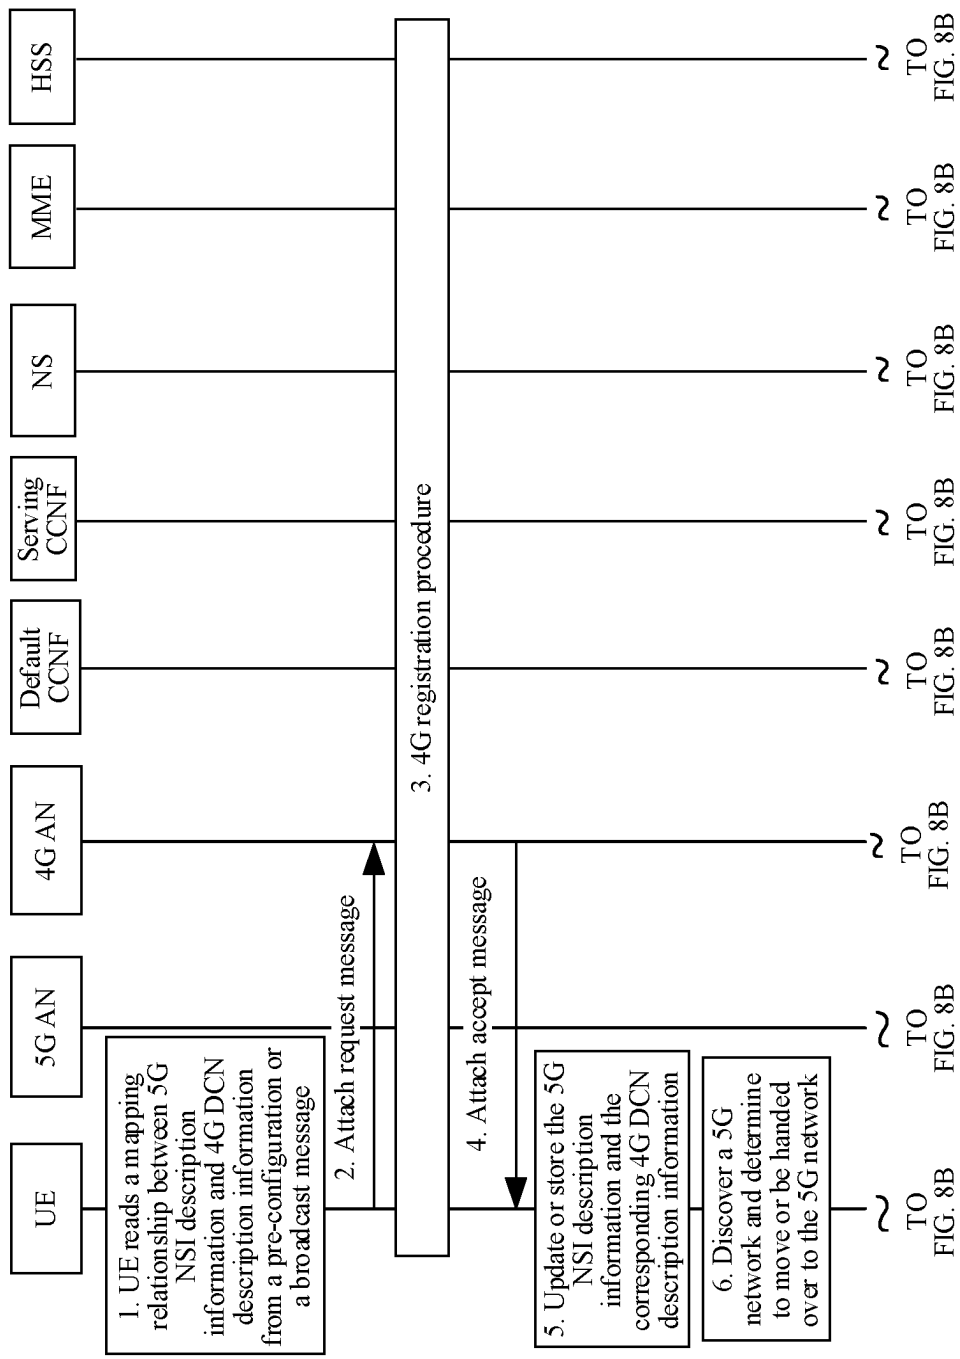 UE
5G AN
4G AN
Default
CCNF
Serving
CCNF
NS
MME
HSS
1. UE reads a mapping
relationship between 5G
NSI description
information and 4G DCN
description information
from a pre-configuration or
a broadcast message
2. Attach request message
3. 4G registration procedure
4. Attach accept message
5. Update or store the 5G
NSI description
information and the
corresponding 4G DCN
description information
6. Discover a 5G
network and determine
to move or be handed
over to the 5G network
TO
FIG. 8B
TO
FIG. 8B
TO
FIG. 8B
TO
FIG. 8B
TO
FIG. 8B
TO
FIG. 8B
TO
FIG. 8B
TO
FIG. 8B